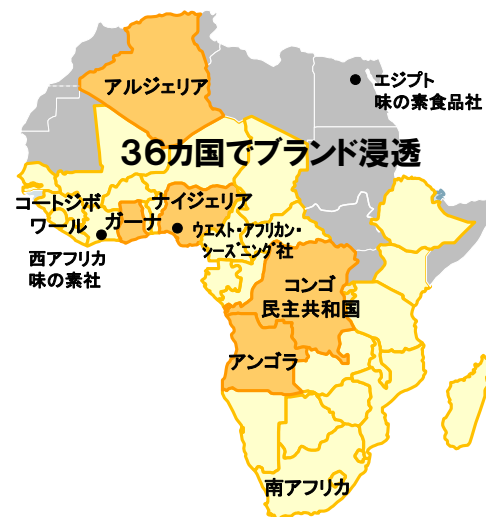 アルジェリア
エジプト
味の素食品社
36カ国でブランド浸透
コートジボ
ワール
ガーナ
ナイジェリア
ウエスト・アフリカン・
シーズニング社
西アフリカ
味の素社
コンゴ
民主共和国
アンゴラ
南アフリカ